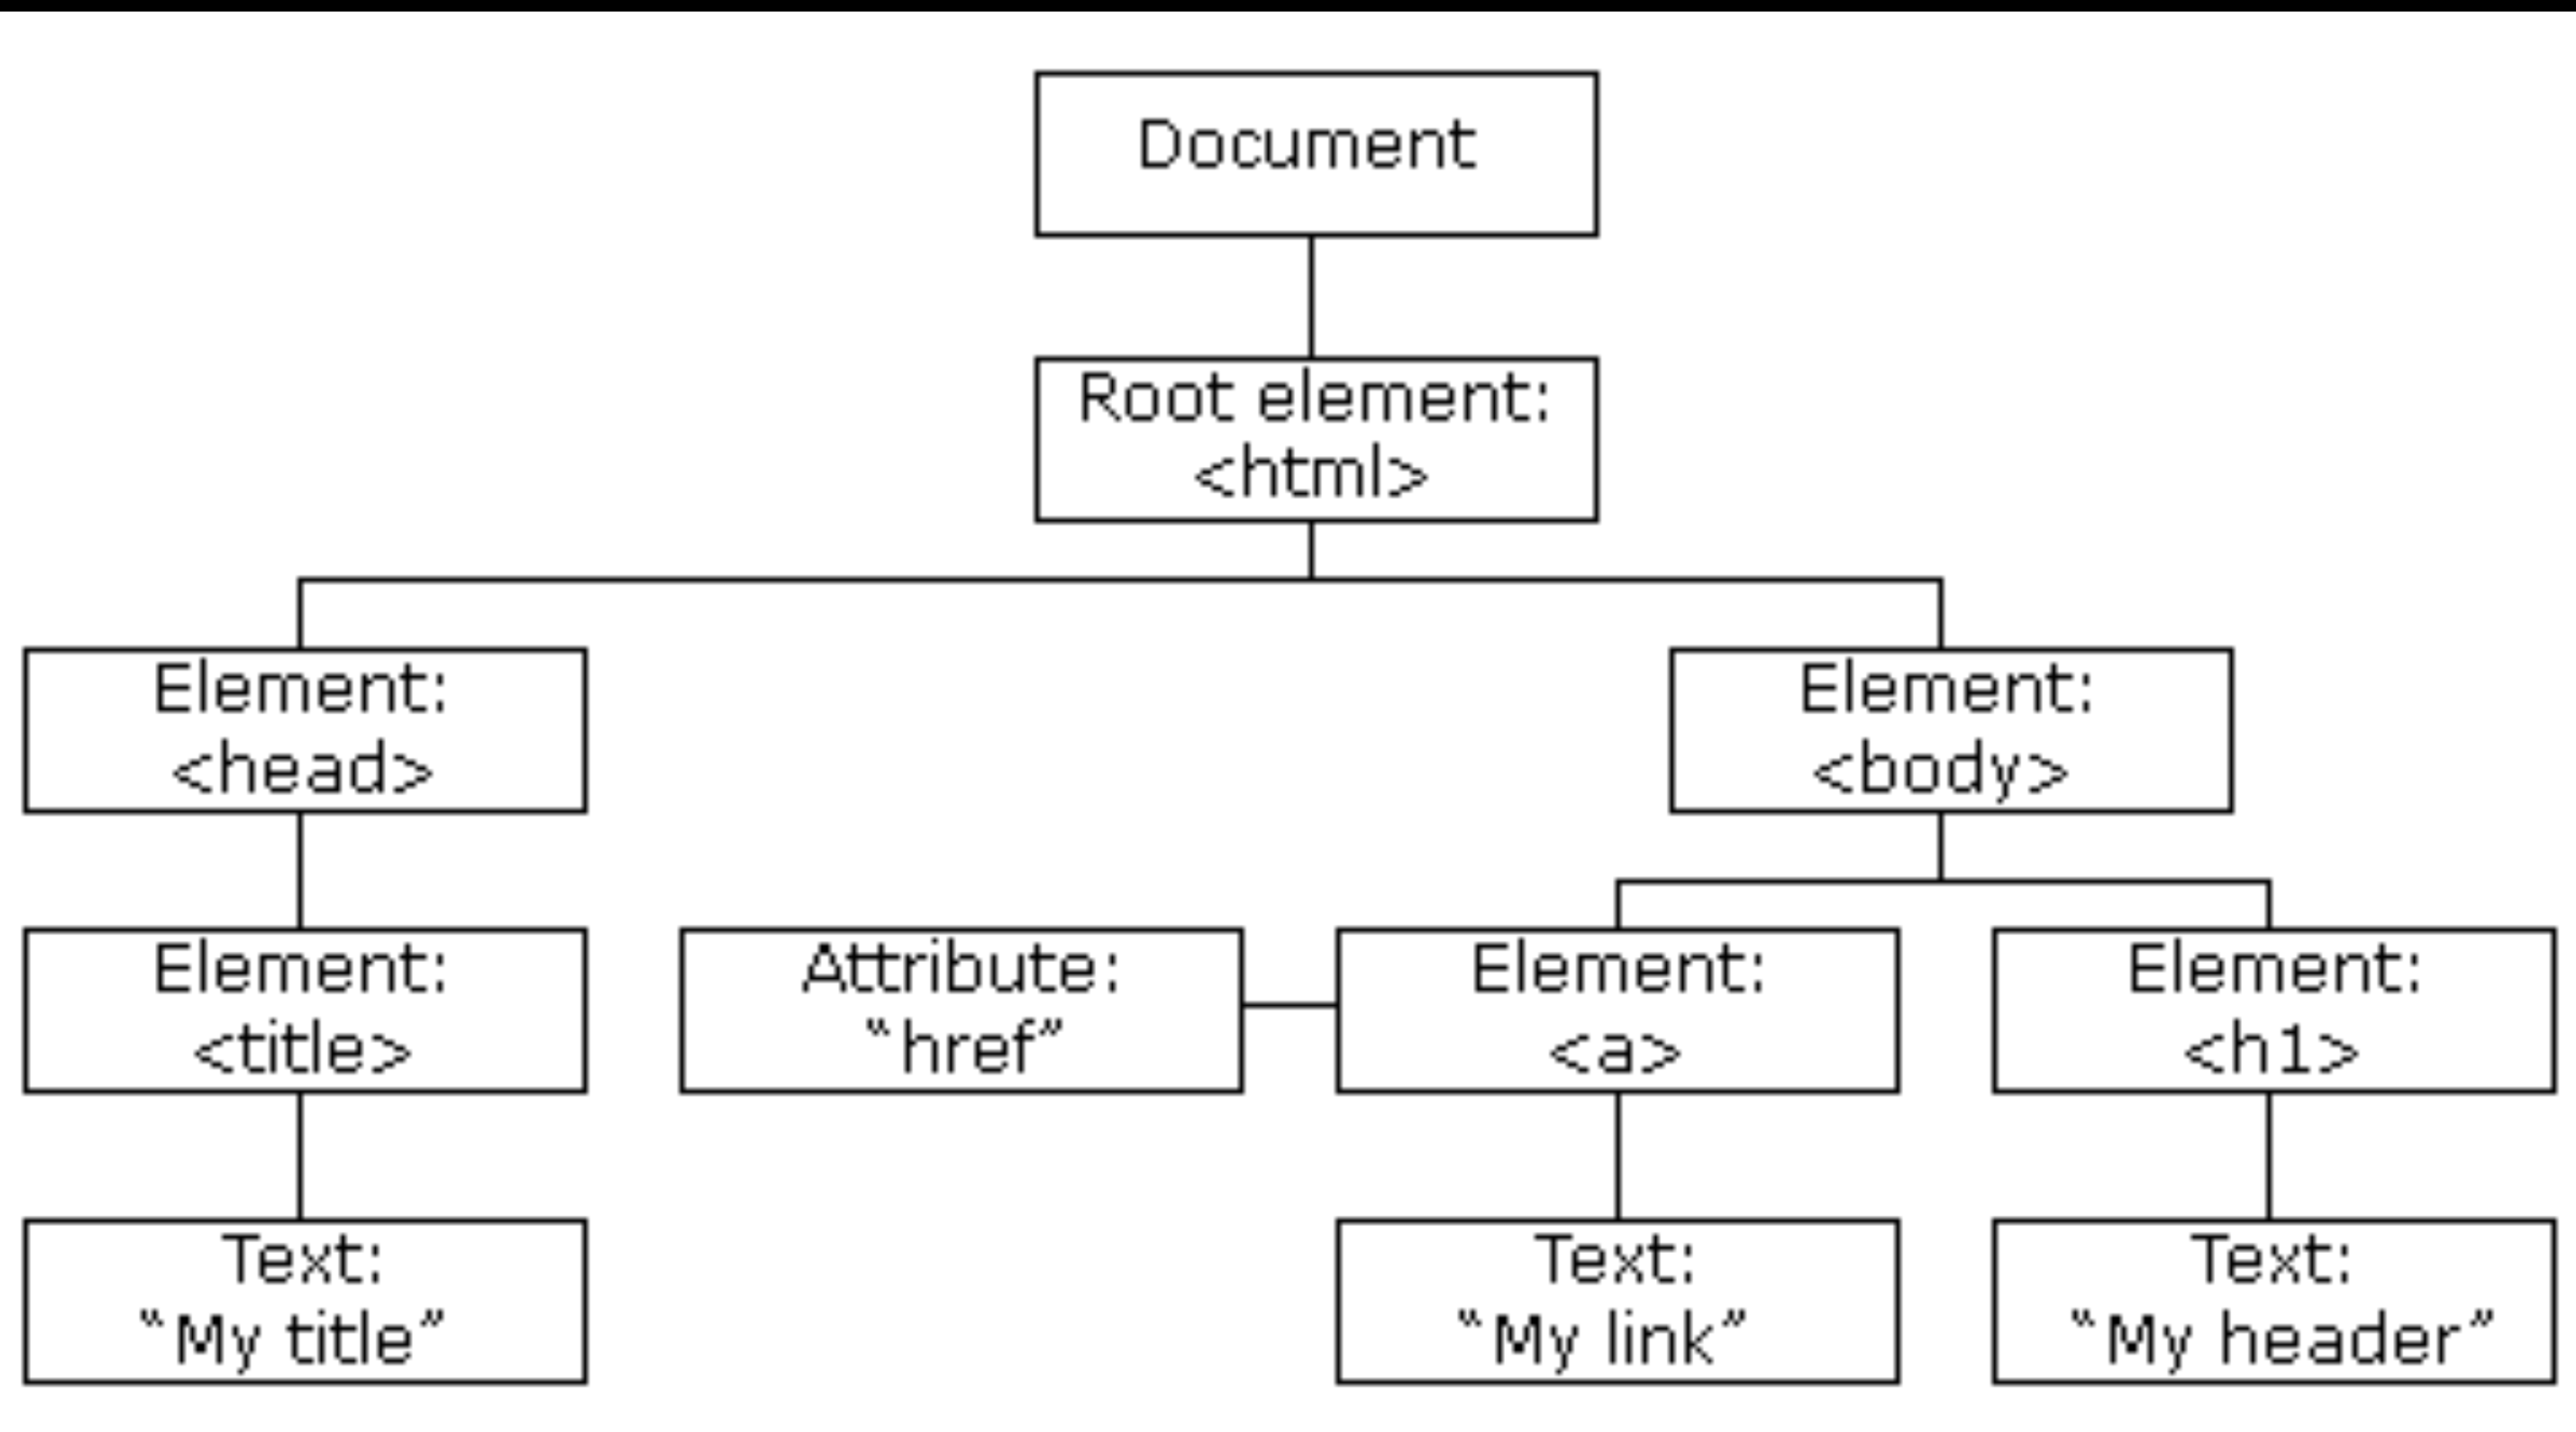 Document
Root element:
<html>
Element:
<head>
Element:
<body>
Element:
<title>
Attribute:
“href”
Element:
<a>
Element:
<h1>
Text:
“My title”
Text:
“My link”
Text:
“My header”